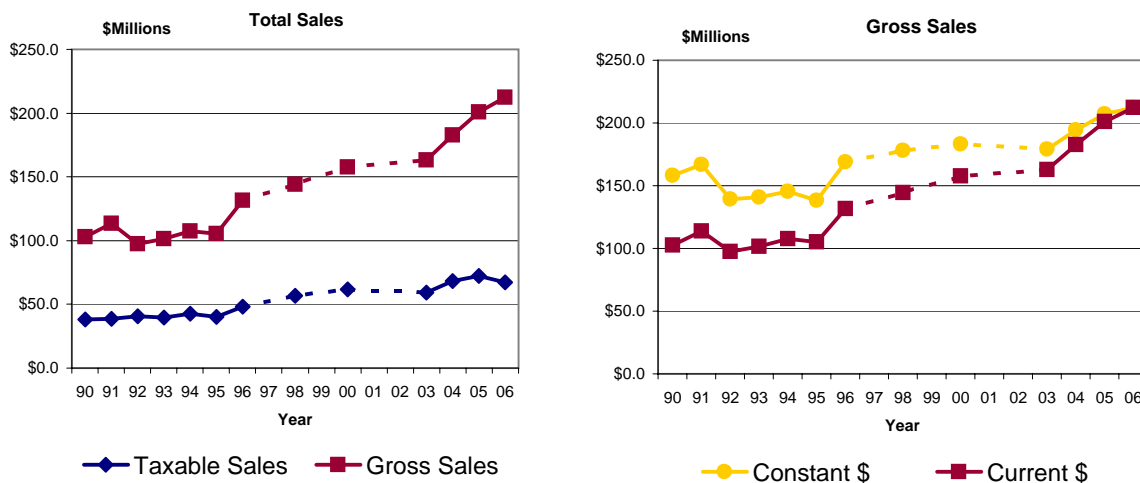 Total Sales
$Millions
$250.0
$200.0
$150.0
$100.0
$50.0
$0.0
90 91 92 93 94 95 96 97 98 99 00 01 02 03 04 05 06
Year
Taxable Sales Gross Sales
Gross Sales
$Millions
$250.0
$200.0
$150.0
$100.0
$50.0
$0.0
90 91 92 93 94 95 96 97 98 99 00 01 02 03 04 05 06
Year
Constant $ Current $